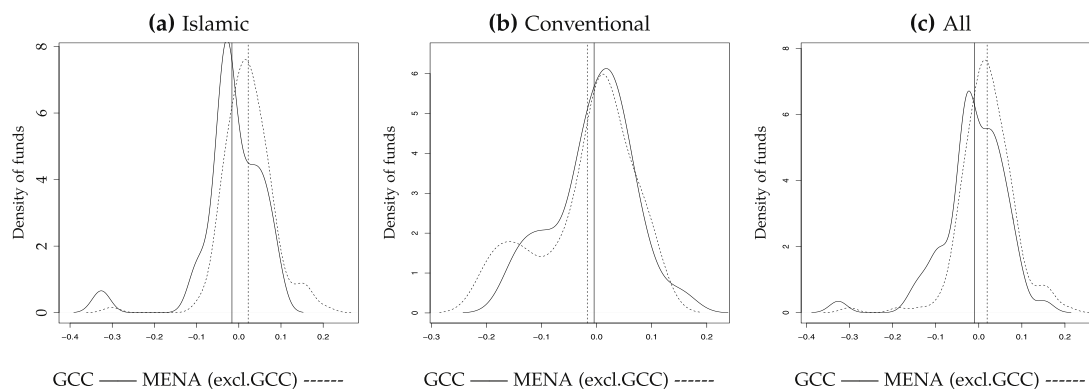 (a) Islamic
(b) Conventional
(c) All
Density of funds
0 2 4 6 8
−0.4 −0.3 −0.2 −0.1 0.0 0.1 0.2
Density of funds
0 1 2 3 4 5 6
−0.3 −0.2 −0.1 0.0 0.1 0.2
Density of funds
0 2 4 6 8
−0.4 −0.3 −0.2 −0.1 0.0 0.1 0.2
GCC MENA (excl.GCC)
GCC MENA (excl.GCC)
GCC MENA (excl.GCC)